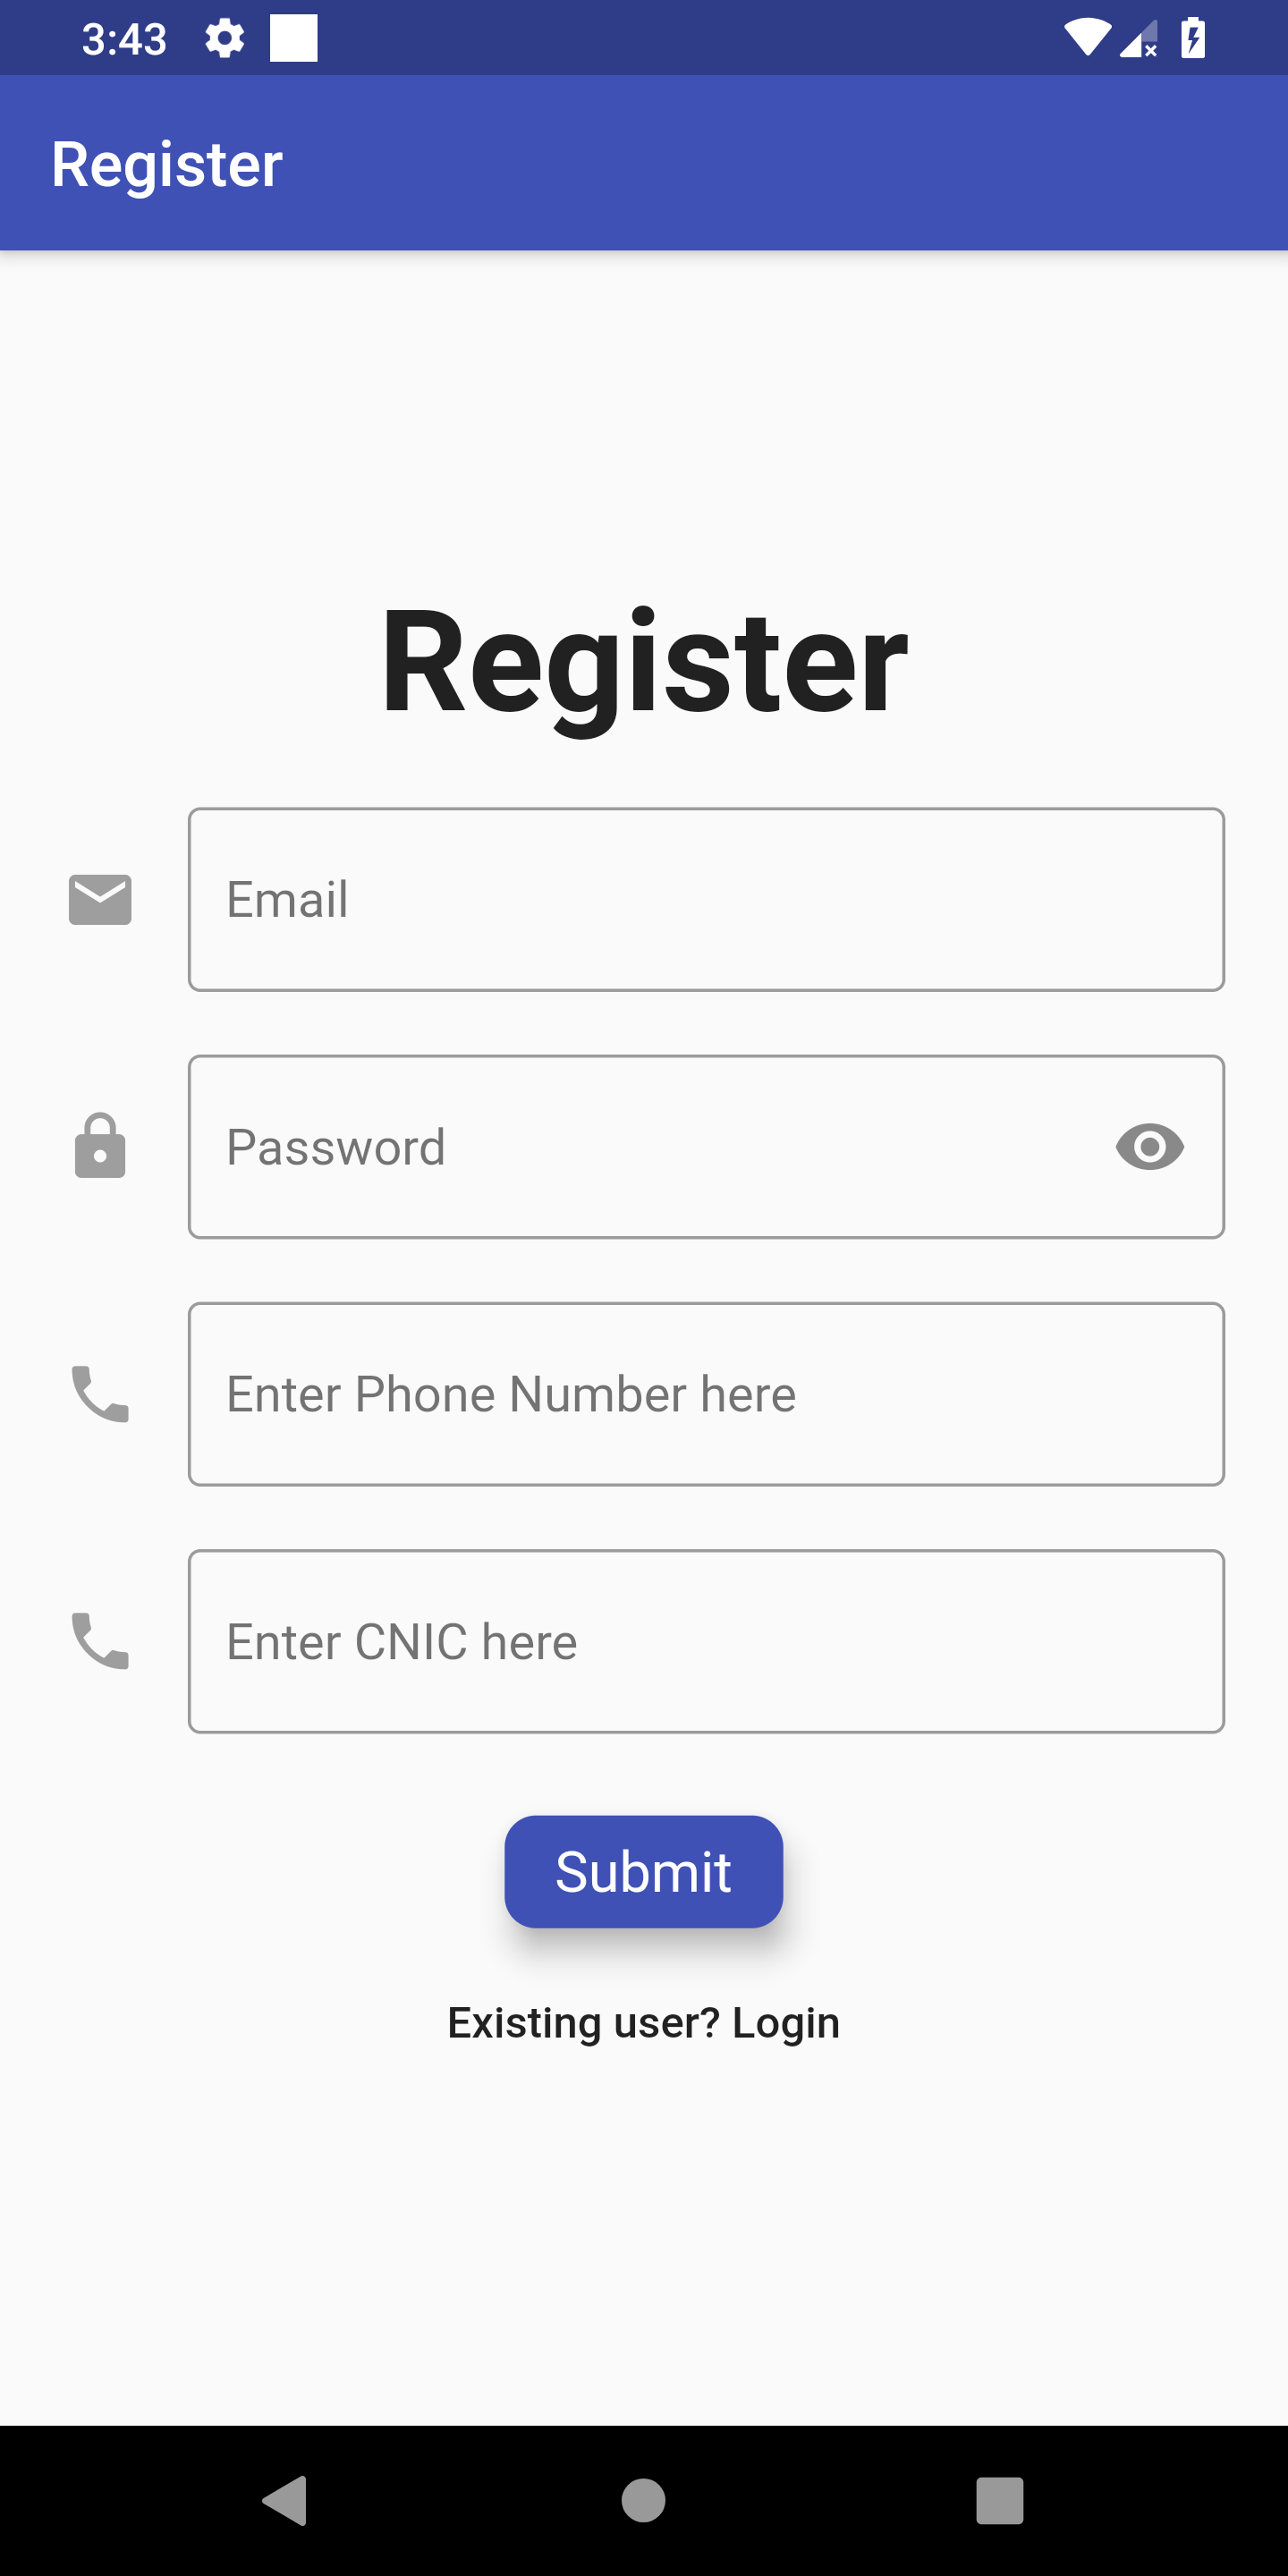 3:43
Register
Register
Email
Password
Enter Phone Number here
Enter CNIC here
Submit
Existing user? Login